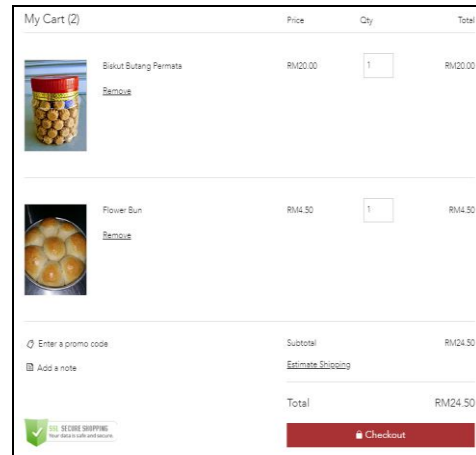 My Cart (2) Price Qty Total
Biskut Butang Permata RM20.00 1 RM20.00
Remove
Flower Bun RM4.50 1 RM4.50
Remove
Enter a promo code Subtotal RM24.50
Add a note Estimate Shipping
Total RM24.50
SECURE SHOPPING
Your data is safe and secure.
Checkout